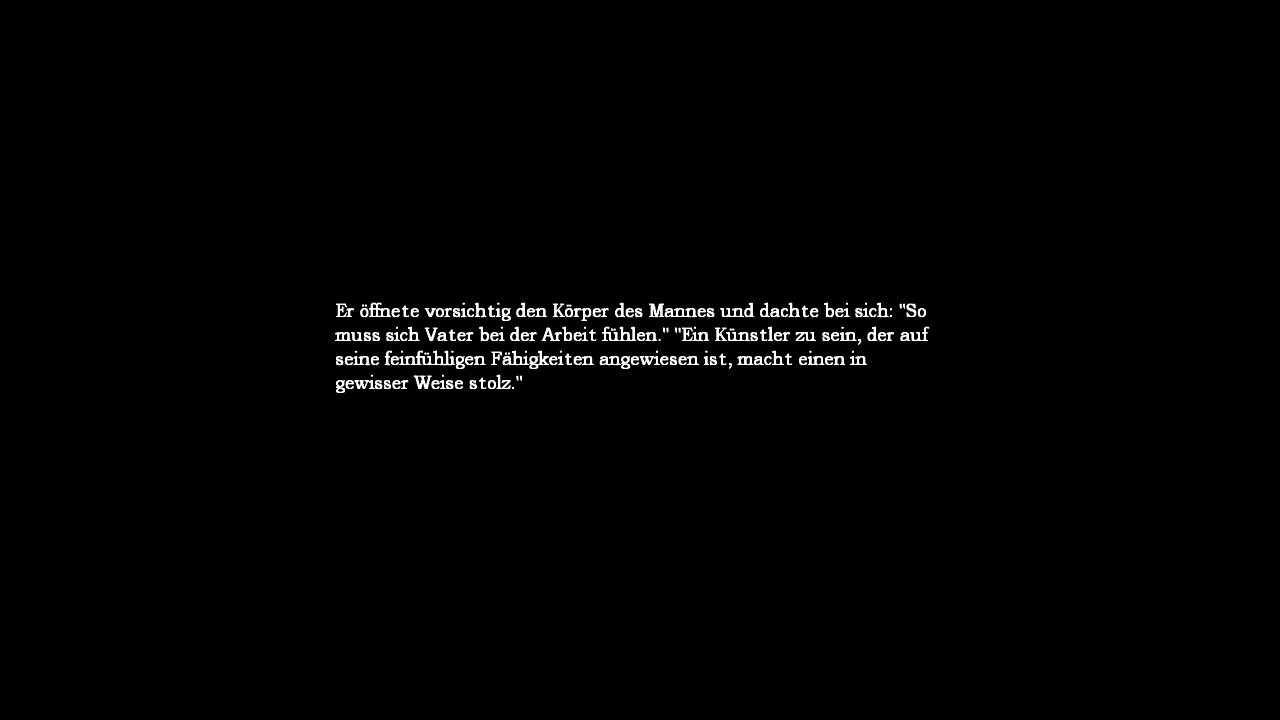 Er öffnete vorsichtig den Körper des Mannes und dachte bei sich: "So
muss sich Vater bei der Arbeit fühlen." "Ein Künstler zu sein, der auf
seine feinfühligen Fähigkeiten angewiesen ist, macht einen in
gewisser Weise stolz."